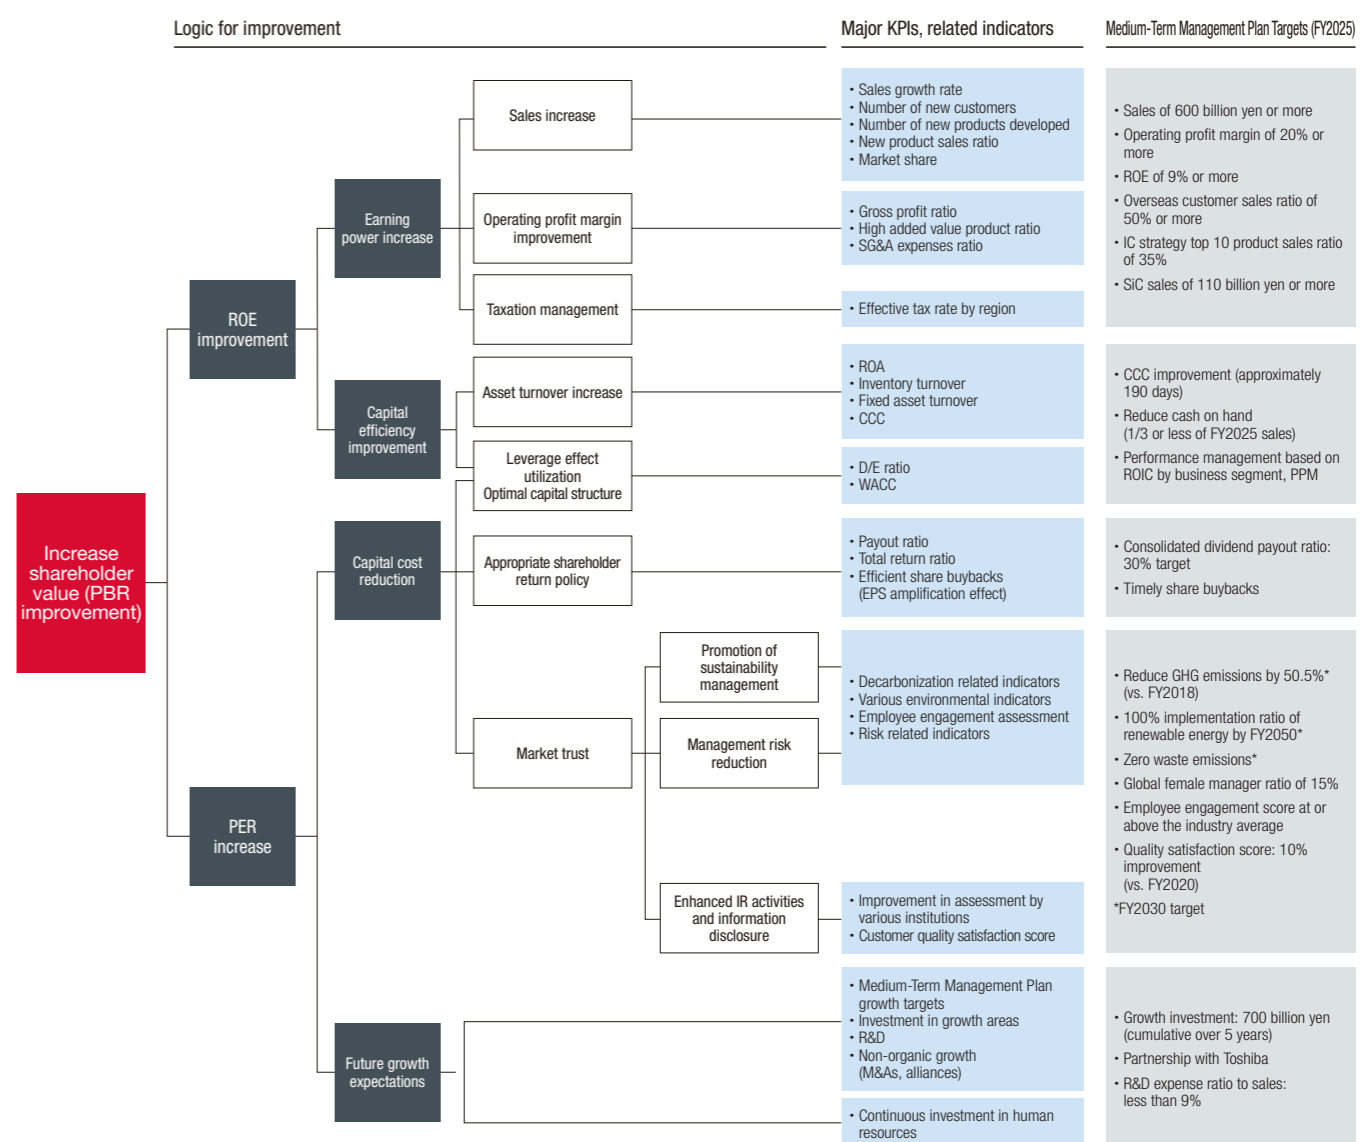 Logic for improvement
Major KPIs, related indicators
Medium-Term Management Plan Targets (FY2025)
Increase
shareholder
value (PBR
improvement)
ROE
improvement
PER
increase
Earning
power increase
Capital
efficiency
improvement
Capital cost
reduction
Future growth
expectations
Sales increase
Operating profit margin
improvement
Taxation management
Asset turnover increase
Leverage effect
utilization
Optimal capital structure
Appropriate shareholder
return policy
Market trust
Promotion of
sustainability
management
Management risk
reduction
Enhanced IR activities
and information
disclosure
• Sales growth rate
• Number of new customers
• Number of new products developed
• New product sales ratio
• Market share
• Gross profit ratio
• High added value product ratio
• SG&A expenses ratio
• Effective tax rate by region
• ROA
• Inventory turnover
• Fixed asset turnover
• CCC
• D/E ratio
• WACC
• Payout ratio
• Total return ratio
• Efficient share buybacks
(EPS amplification effect)
• Decarbonization related indicators
• Various environmental indicators
• Employee engagement assessment
• Risk related indicators
• Improvement in assessment by
various institutions
• Customer quality satisfaction score
• Medium-Term Management Plan
growth targets
• Investment in growth areas
• R&D
• Non-organic growth
(M&As, alliances)
• Continuous investment in human
resources
• Sales of 600 billion yen or more
• Operating profit margin of 20% or
more
• ROE of 9% or more
• Overseas customer sales ratio of
50% or more
• IC strategy top 10 product sales ratio
of 35%
• SiC sales of 110 billion yen or more
• CCC improvement (approximately
190 days)
• Reduce cash on hand
(1/3 or less of FY2025 sales)
• Performance management based on
ROIC by business segment, PPM
• Consolidated dividend payout ratio:
30% target
• Timely share buybacks
• Reduce GHG emissions by 50.5%*
(vs. FY2018)
• 100% implementation ratio of
renewable energy by FY2050*
• Zero waste emissions*
• Global female manager ratio of 15%
• Employee engagement score at or
above the industry average
• Quality satisfaction score: 10%
improvement
(vs. FY2020)
*FY2030 target
• Growth investment: 700 billion yen
(cumulative over 5 years)
• Partnership with Toshiba
• R&D expense ratio to sales:
less than 9%